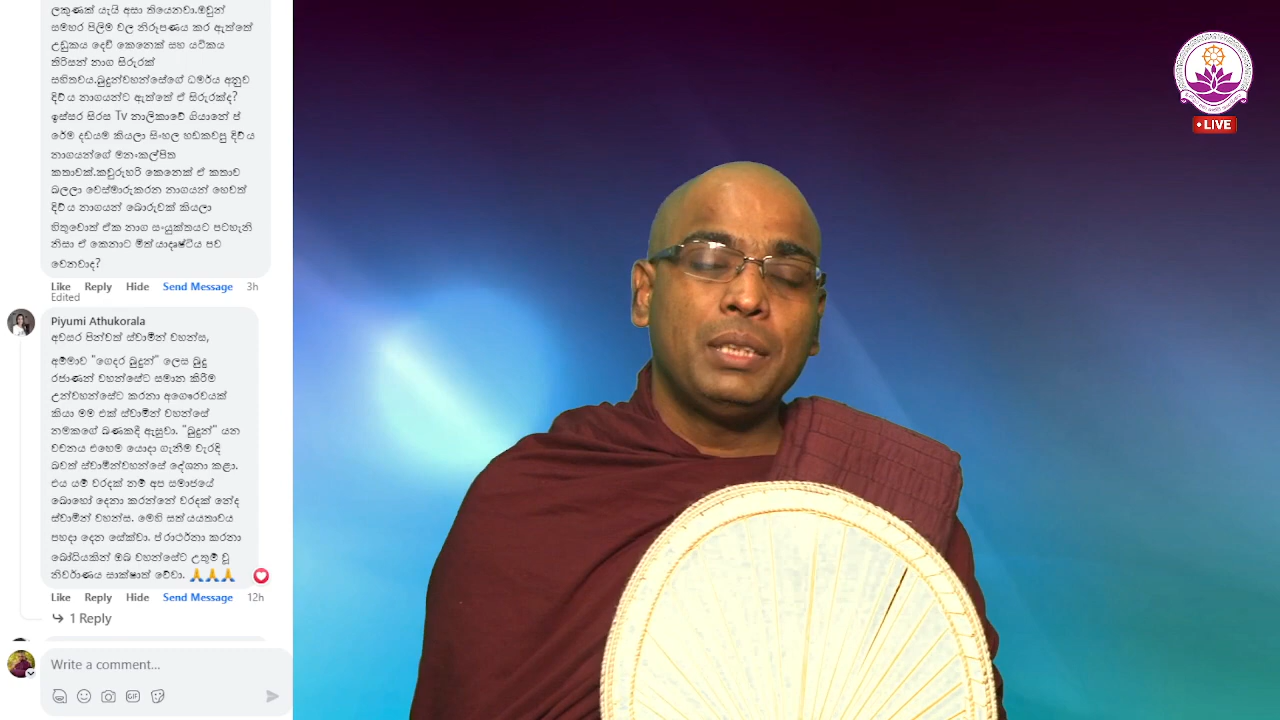 ලකුණක් යැයි අසා තියෙනවා.ඔවුන්
සමහර පිලිම වල නිරූපණය කර ඇත්තේ
උඩුකය දෙවි කෙනෙක් සහ යටිකය
තිරිසන් නාග සිරුරක්
සහිතවය.බුදුන්වහන්සේගේ ධර්මය අනුව
දිව්ය නාගයන්ට ඇත්තේ ඒ සිරුරක්ද?
ඉස්සර සිරස Tv නාලිකාවේ ගියානේ ප්
රේම දඩයම කියලා සිංහල හඩකවපු දිව්ය
නාගයන්ගේ මනංකල්පිත
කතාවක්.කවුරුහරි කෙනෙක් ඒ කතාව
බලලා වෙස්මාරුකරන නාගයන් හෙවත්
දිව්ය නාගයන් බොරුවක් කියලා
හිතුවොත් ඒක නාග සංයුක්තයට පටහැනි
නිසා ඒ කෙනාට මිත්යාදෘෂ්ටිය පව
වෙනවාද?
Like Reply Hide Send Message 3h
Edited
Piyumi Athukorala
අවසර පින්වත් ස්වාමීන් වහන්ස,
අම්මාව "ගෙදර බුදුන්" ලෙස බුදු
රජාණන් වහන්සේට සමාන කිරීම
උන්වහන්සේට කරනා අගෞරවයක්
කියා මම එක් ස්වාමීන් වහන්සේ
නමකගේ බණකදී ඇසුවා. "බුදුන්" යන
වචනය එහෙම යොදා ගැනීම වැරදි
බවත් ස්වාමීන්වහන්සේ දේශනා කළා.
එය යම් වරදක් නම් අප සමාජයේ
බොහෝ දෙනා කරන්නේ වරදක් නේද
ස්වාමීන් වහන්ස. මෙහි සත්යයතාවය
පහදා දෙන සේක්වා. ප්රාර්ථනා කරනා
බෝධියකින් ඔබ වහන්සේට උතුම් වූ
නිර්වාණය සාක්ෂාත් වේවා. 🙏🙏🙏
Like Reply Hide Send Message 12h
1 Reply
Write a comment...
GIF
LIVE